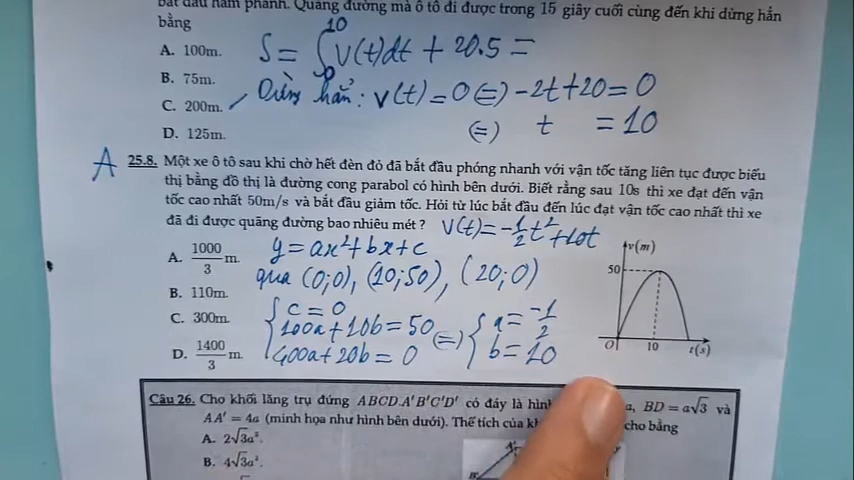 bắt đầu hãm phanh. Quãng đường mà ô tô đi được trong 15 giây cuối cùng đến khi dừng hẳn
bằng
A. 100m.
B. 75m.
C. 200m.
D. 125m.
S = ∫₀¹⁰ v(t)dt + 20.5 =
Dừng hẳn: v(t) = 0 ⇔ -2t+20=0
⇔ t = 10
A 25.8. Một xe ô tô sau khi chờ hết đèn đỏ đã bắt đầu phóng nhanh với vận tốc tăng liên tục được biểu
thị bằng đồ thị là đường cong parabol có hình bên dưới. Biết rằng sau 10s thì xe đạt đến vận
tốc cao nhất 50m/s và bắt đầu giảm tốc. Hỏi từ lúc bắt đầu đến lúc đạt vận tốc cao nhất thì xe
đã đi được quãng đường bao nhiêu mét ?
v(t) = -1/2 t² + 10t
A. 1000/3 m.
B. 110m.
C. 300m.
D. 1400/3 m.
y = ax² + bx + c
qua (0;0), (10;50), (20;0)
{ c = 0
100a + 10b = 50
400a + 20b = 0
⇔ { a = -1/2
b = 10
v(m)
50
O 10 t(s)
Câu 26. Cho khối lăng trụ đứng ABCD.A'B'C'D' có đáy là hình a, BD = a√3 và
AA' = 4a (minh họa như hình bên dưới). Thể tích của cho bằng
A. 2√3a³.
B. 4√3a³.
A'